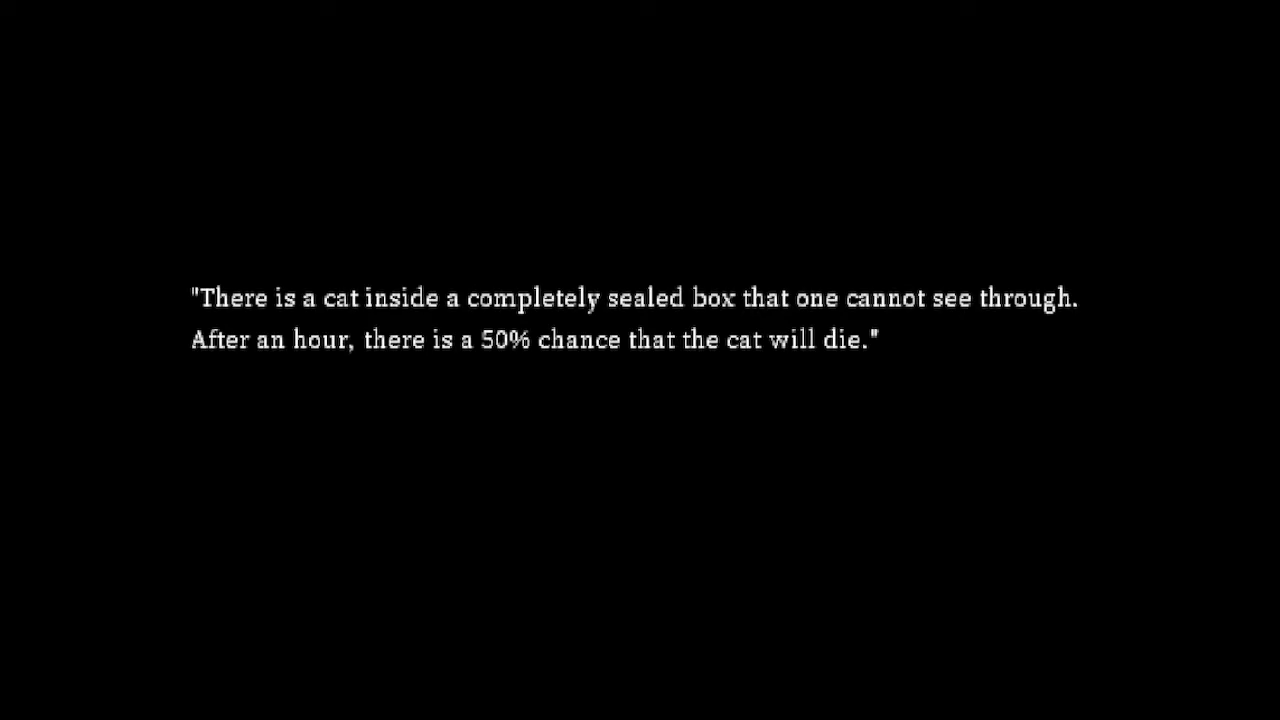 "There is a cat inside a completely sealed box that one cannot see through.
After an hour, there is a 50% chance that the cat will die."